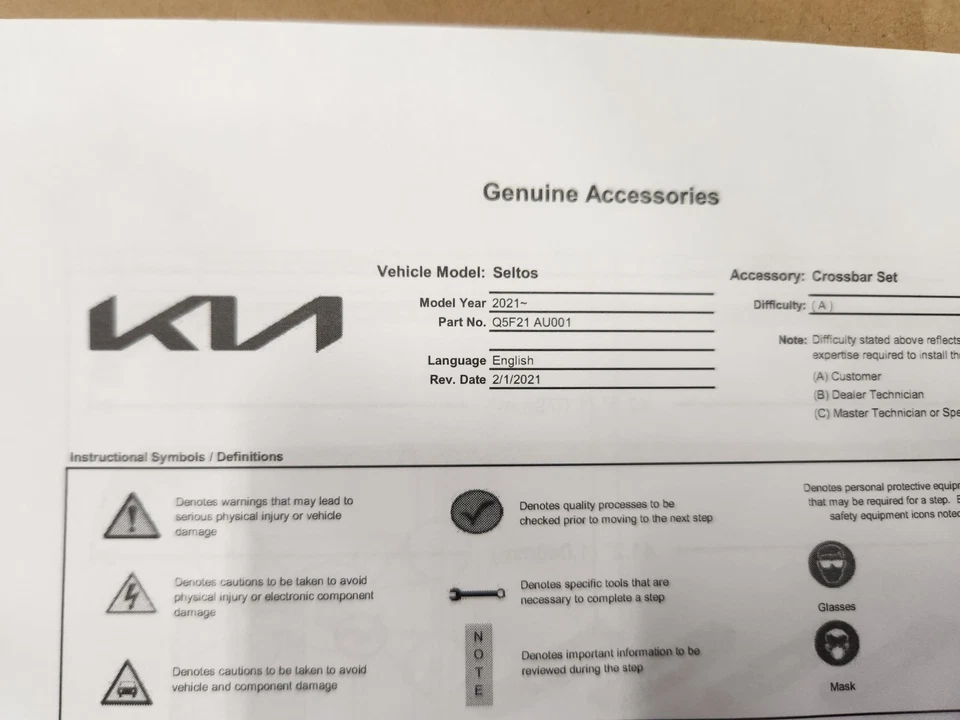 Genuine Accessories
KIA
Vehicle Model: Seltos
Model Year 2021~
Part No. Q5F21 AU001
Language English
Rev. Date 2/1/2021
Accessory: Crossbar Set
Difficulty: (A)
Note: Difficulty stated above reflects
expertise required to install
(A) Customer
(B) Dealer Technician
(C) Master Technician or
Instructional Symbols / Definitions
Denotes warnings that may lead to
serious physical injury or vehicle
damage
Denotes cautions to be taken to avoid
physical injury or electronic component
damage
Denotes cautions to be taken to avoid
vehicle and component damage
Denotes quality processes to be
checked prior to moving to the next step
Denotes specific tools that are
necessary to complete a step
NOTE
Denotes important information to be
reviewed during the step
Denotes personal protective
that may be required for a step.
safety equipment icons
Glasses
Mask